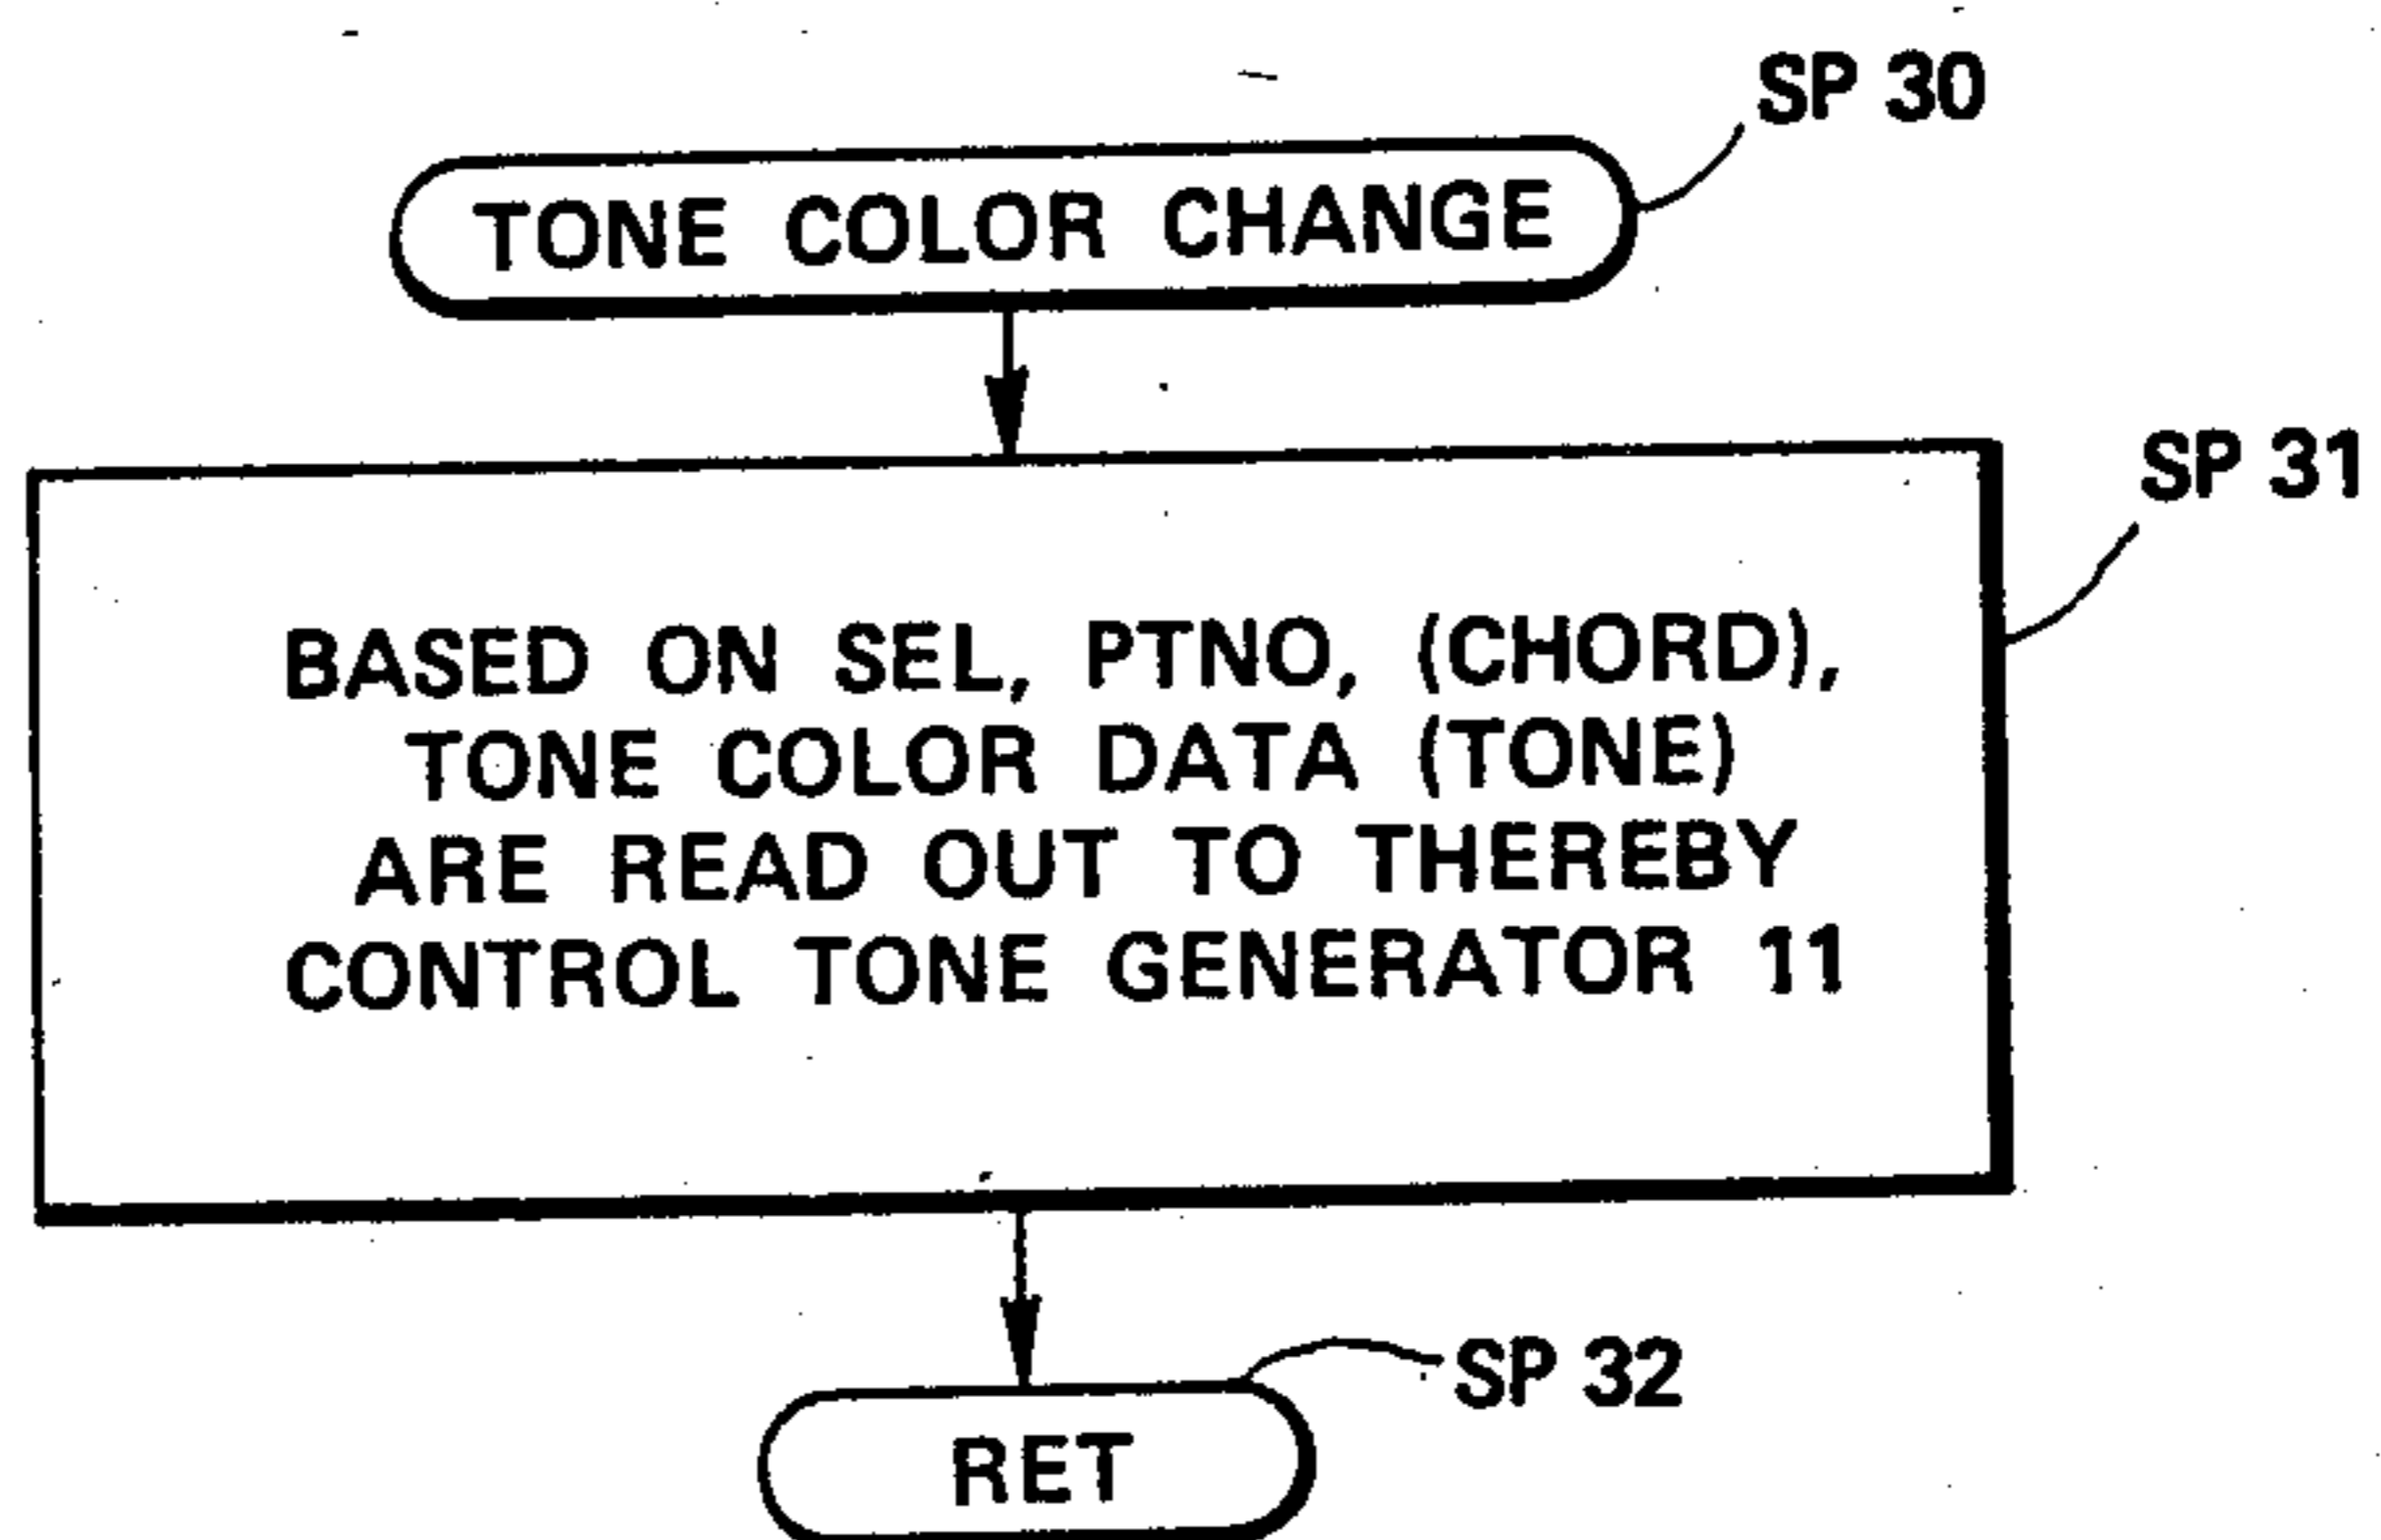 SP 30
TONE COLOR CHANGE
SP 31
BASED ON SEL, PTNO, (CHORD),
TONE COLOR DATA (TONE)
ARE READ OUT TO THEREBY
CONTROL TONE GENERATOR 11
SP 32
RET